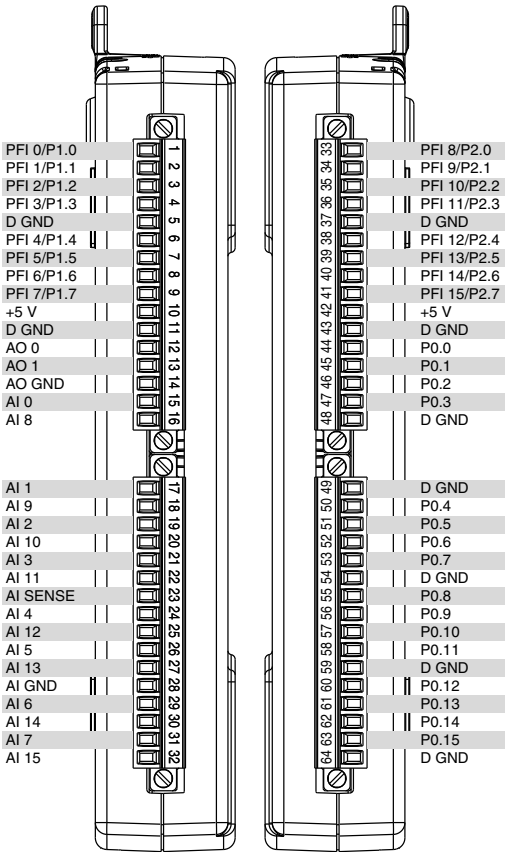 PFI 0/P1.0 1
PFI 1/P1.1 2
PFI 2/P1.2 3
PFI 3/P1.3 4
D GND 5
PFI 4/P1.4 6
PFI 5/P1.5 7
PFI 6/P1.6 8
PFI 7/P1.7 9
+5 V 10
D GND 11
AO 0 12
AO 1 13
AO GND 14
AI 0 15
AI 8 16
AI 1 17
AI 9 18
AI 2 19
AI 10 20
AI 3 21
AI 11 22
AI SENSE 23
AI 4 24
AI 12 25
AI 5 26
AI 13 27
AI GND 28
AI 6 29
AI 14 30
AI 7 31
AI 15 32
33 PFI 8/P2.0
34 PFI 9/P2.1
35 PFI 10/P2.2
36 PFI 11/P2.3
37 D GND
38 PFI 12/P2.4
39 PFI 13/P2.5
40 PFI 14/P2.6
41 PFI 15/P2.7
42 +5 V
43 D GND
44 P0.0
45 P0.1
46 P0.2
47 P0.3
48 D GND
49 D GND
50 P0.4
51 P0.5
52 P0.6
53 P0.7
54 D GND
55 P0.8
56 P0.9
57 P0.10
58 P0.11
59 D GND
60 P0.12
61 P0.13
62 P0.14
63 P0.15
64 D GND